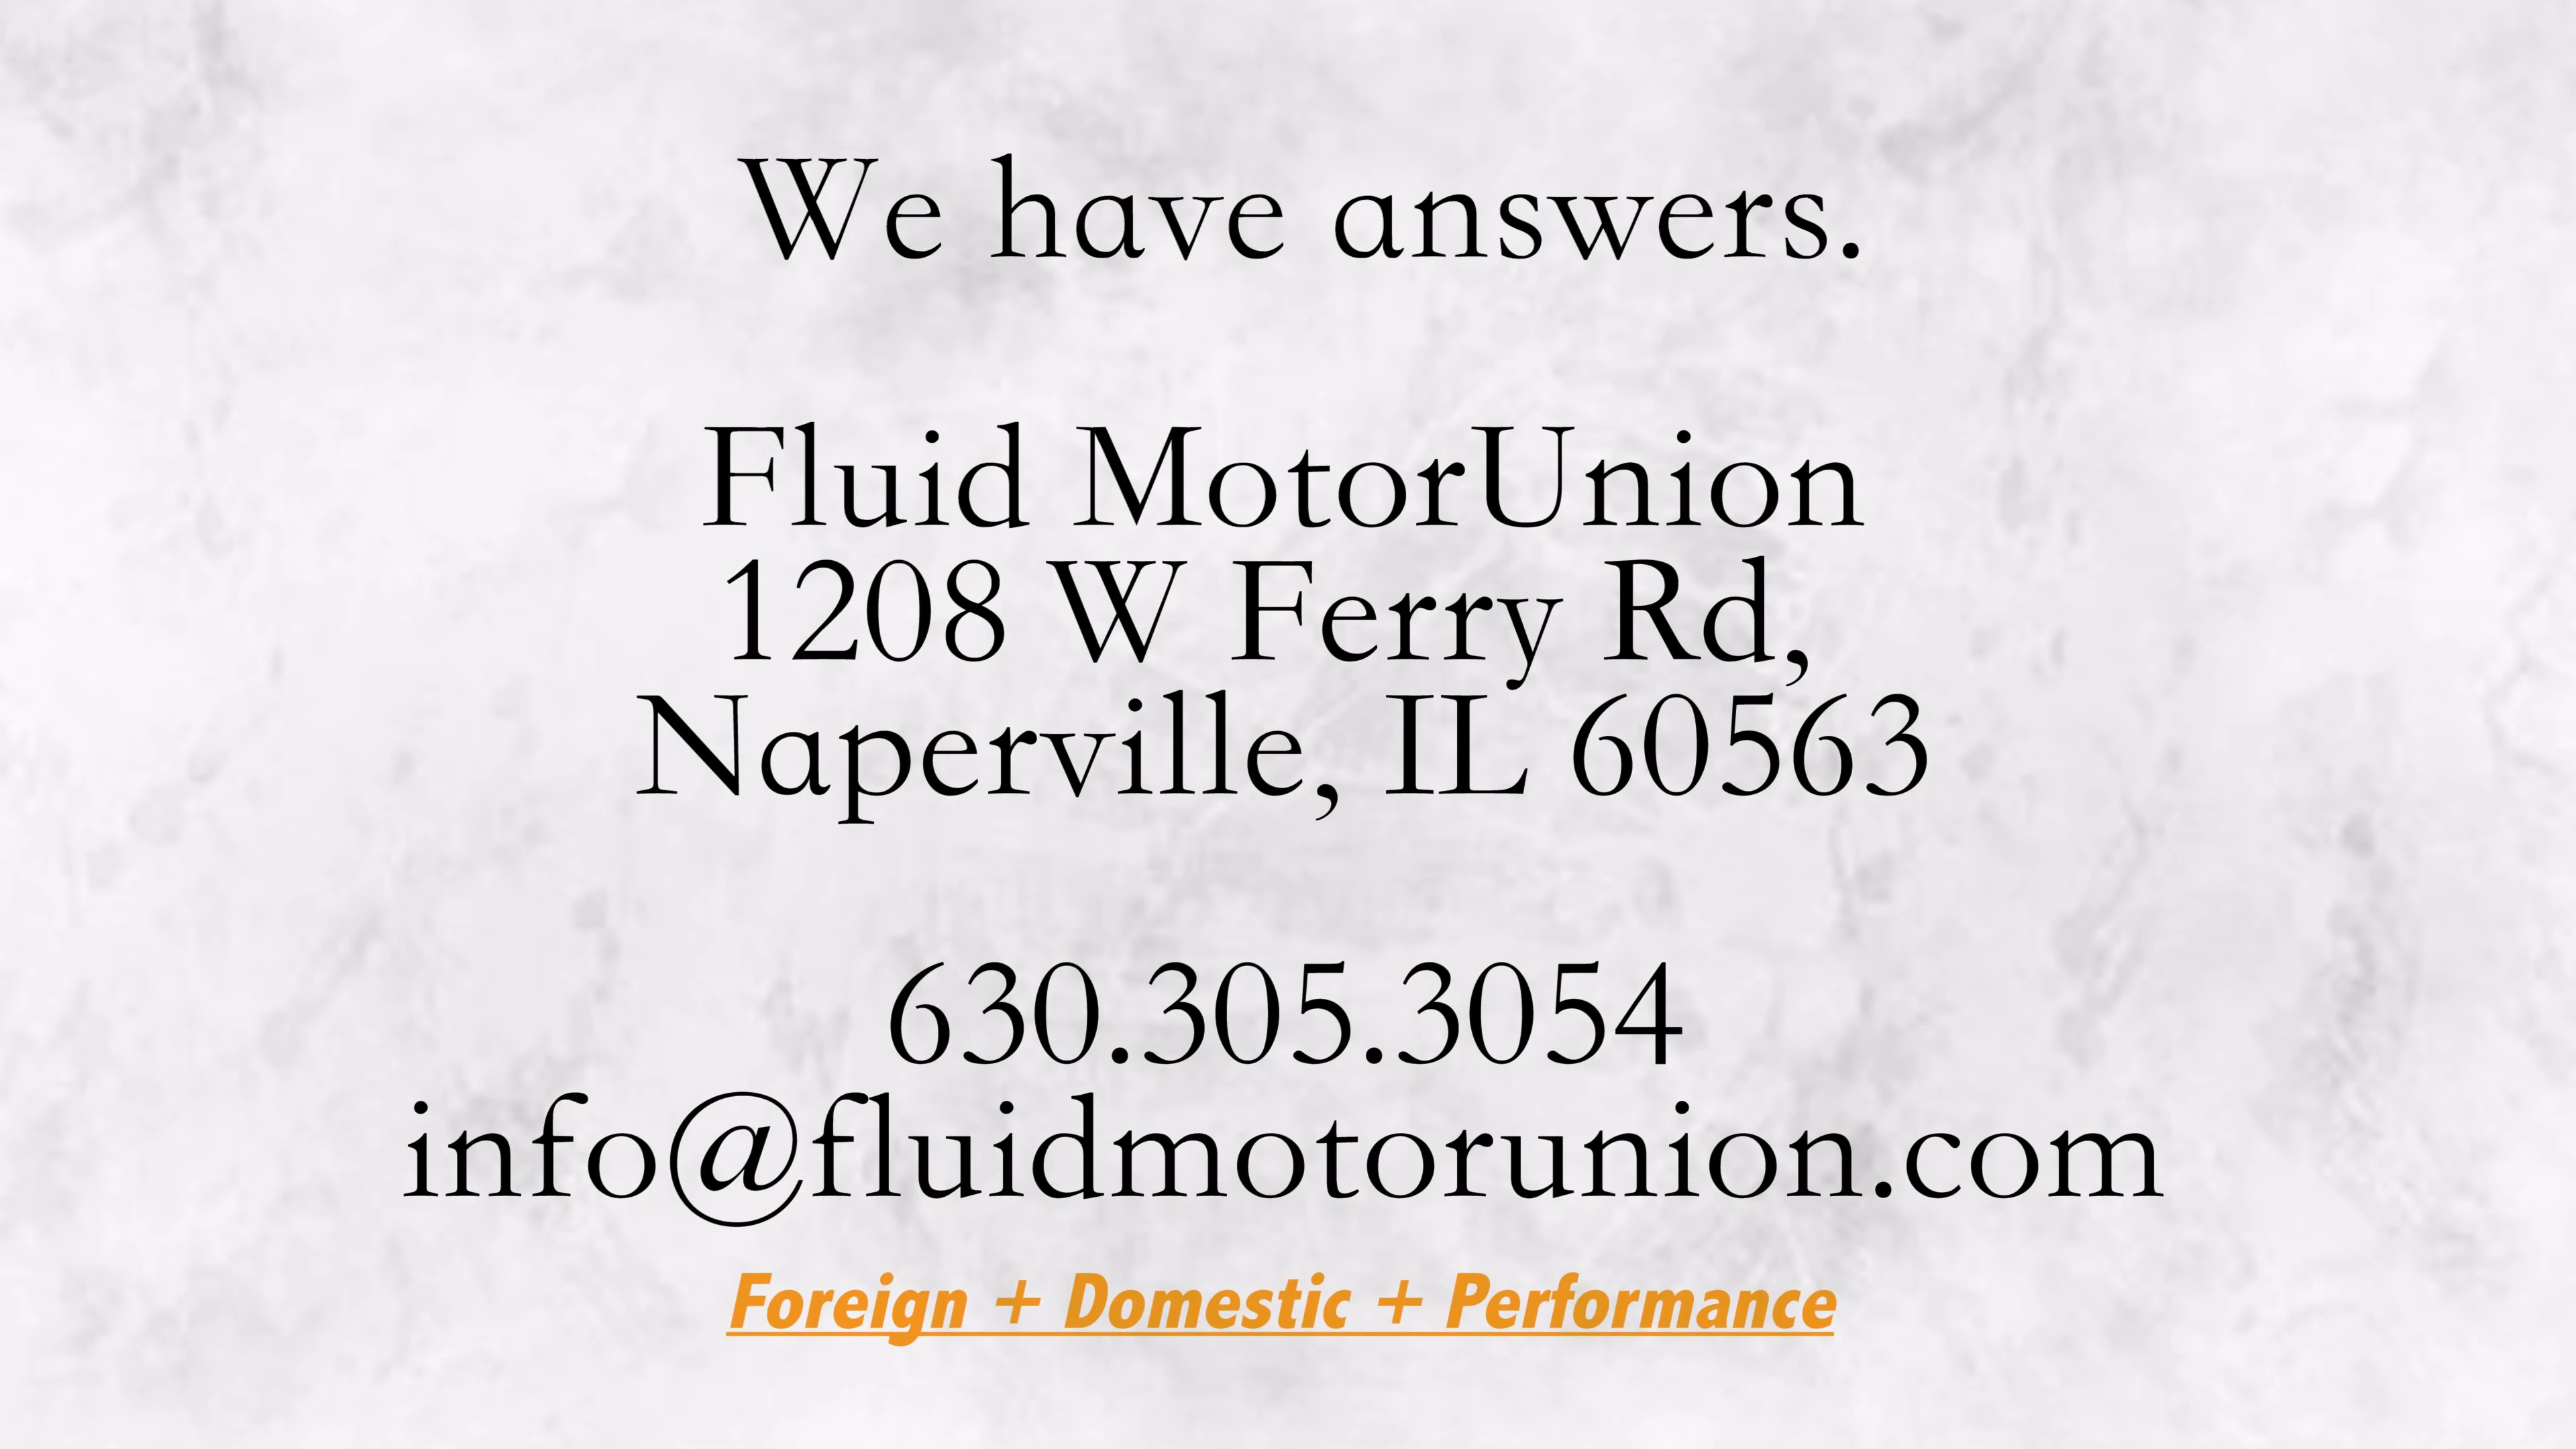 We have answers.
Fluid MotorUnion
1208 W Ferry Rd,
Naperville, IL 60563
630.305.3054
info@fluidmotorunion.com
Foreign + Domestic + Performance